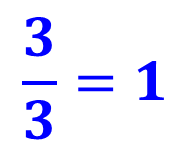 3/3 = 1